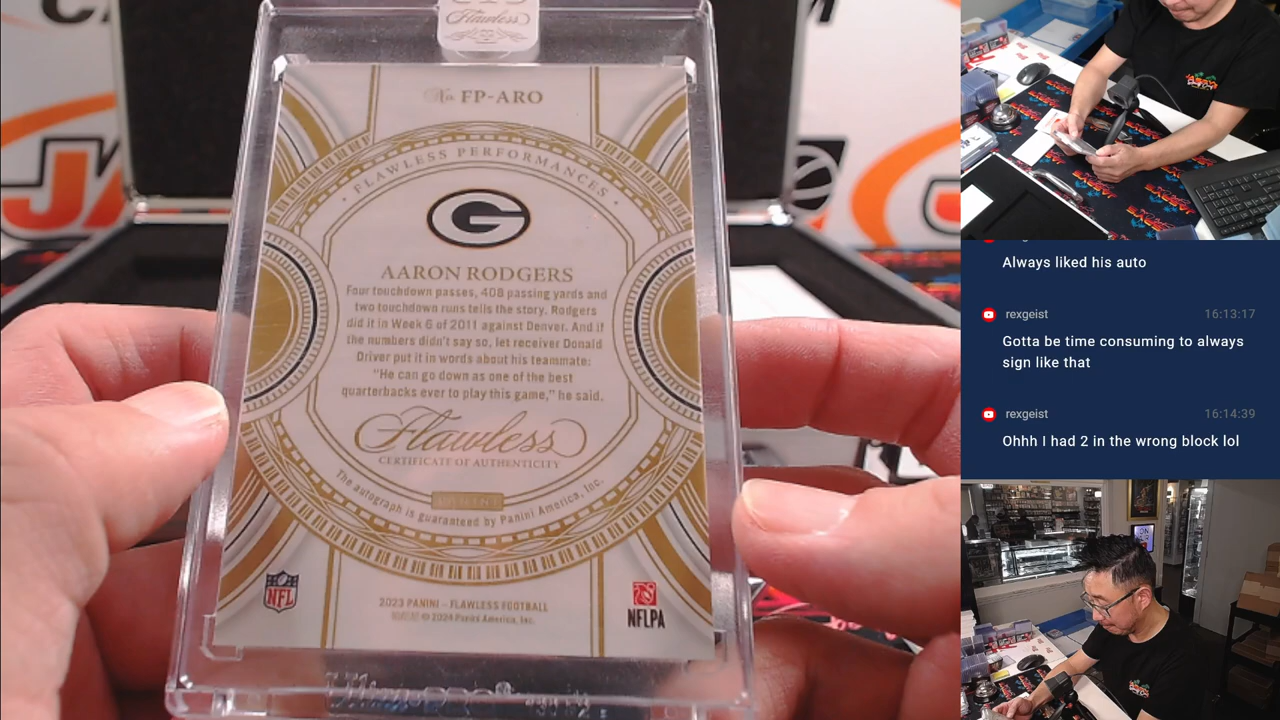 Flawless
No. FP-ARO
• FLAWLESS PERFORMANCES •
G
AARON RODGERS
Four touchdown passes, 408 passing yards and
two touchdown runs tells the story. Rodgers
did it in Week 6 of 2011 against Denver. And if
the numbers didn't say so, let receiver Donald
Driver put it in words about his teammate:
"He can go down as one of the best
quarterbacks ever to play this game," he said.
Flawless
CERTIFICATE OF AUTHENTICITY
PANINI
The autograph is guaranteed by Panini America, Inc.
NFL
NFLPA
2023 PANINI - FLAWLESS FOOTBALL
© 2024 Panini America, Inc.
JA
Always liked his auto
rexgeist 16:13:17
Gotta be time consuming to always
sign like that
rexgeist 16:14:39
Ohhh I had 2 in the wrong block lol